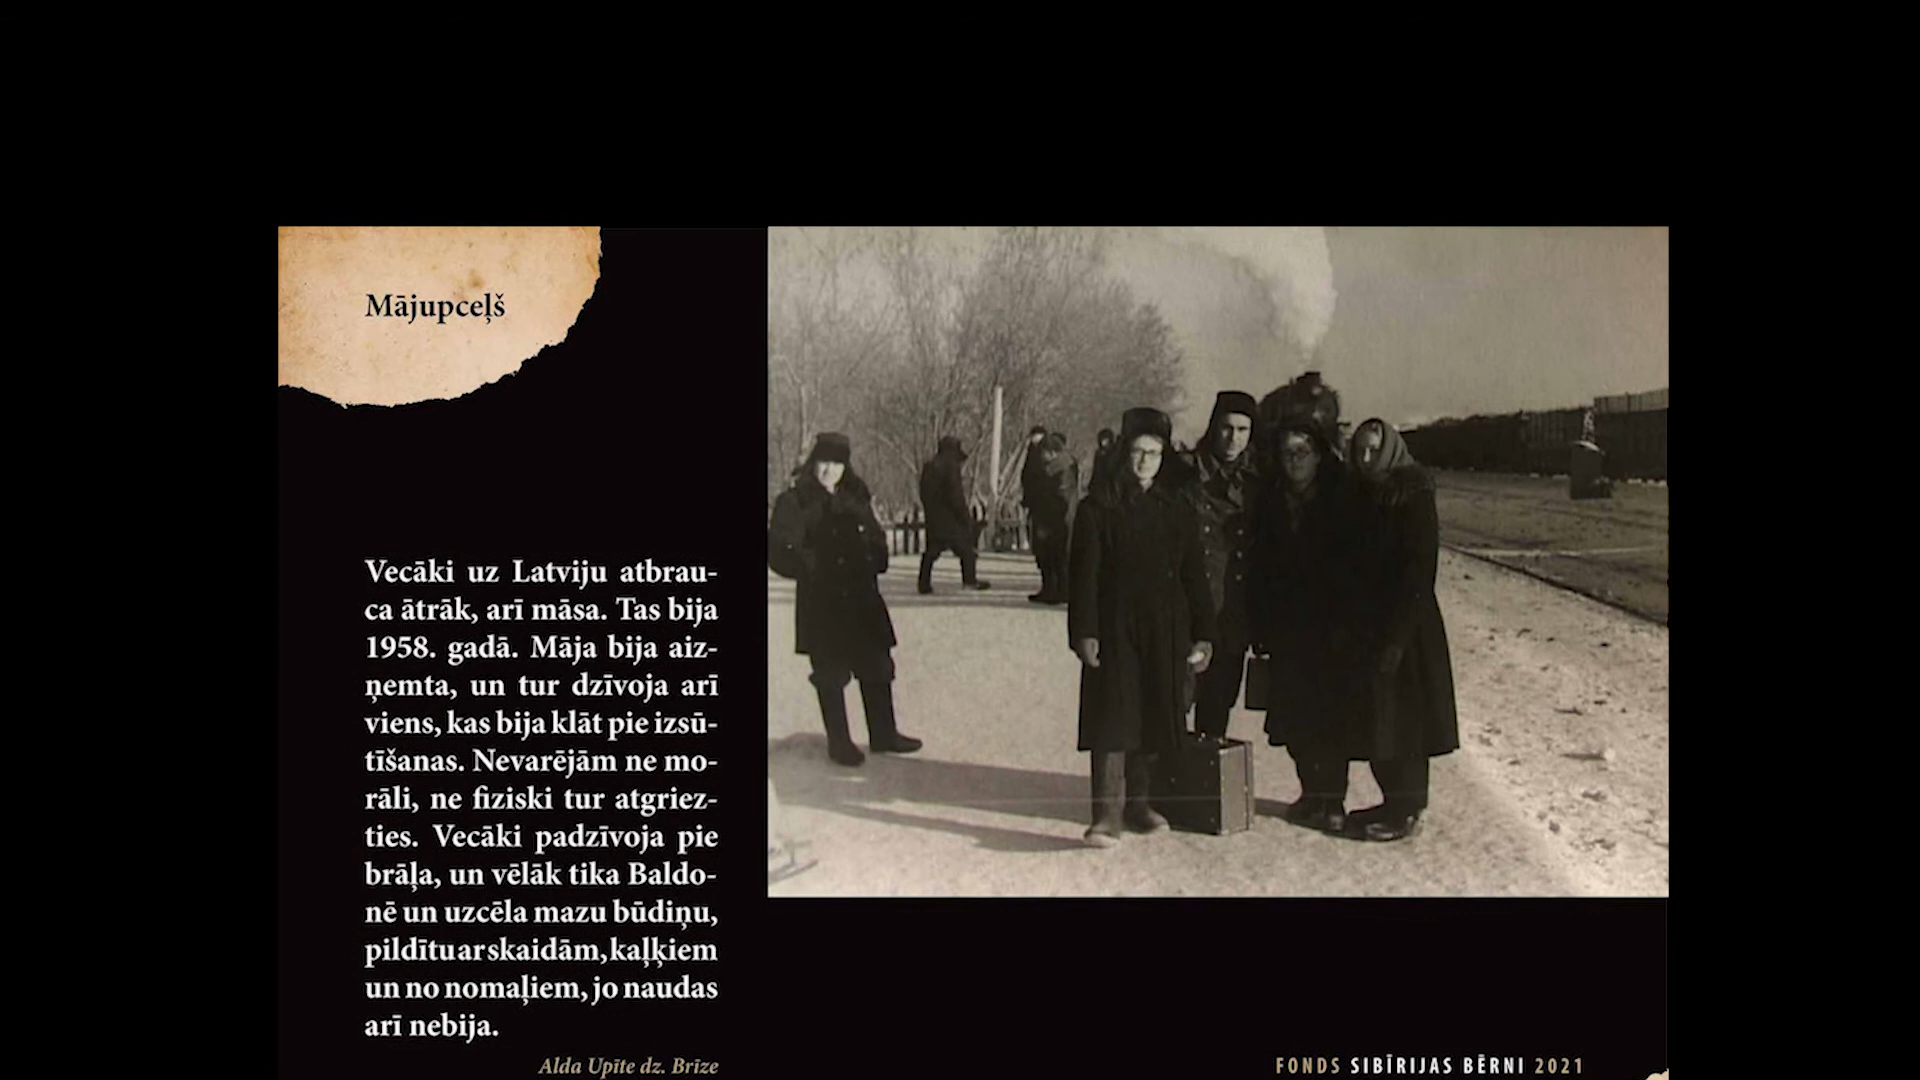 Mājupceļš
Vecāki uz Latviju atbrau-
ca ātrāk, arī māsa. Tas bija
1958. gadā. Māja bija aiz-
ņemta, un tur dzīvoja arī
viens, kas bija klāt pie izsū-
tīšanas. Nevarējām ne mo-
rāli, ne fiziski tur atgriez-
ties. Vecāki padzīvoja pie
brāļa, un vēlāk tika Baldo-
nē un uzcēla mazu būdiņu,
pildītu ar skaidām, kaļķiem
un no nomaļiem, jo naudas
arī nebija.
Alda Upīte dz. Brīze
FONDS SIBĪRIJAS BĒRNI 2021